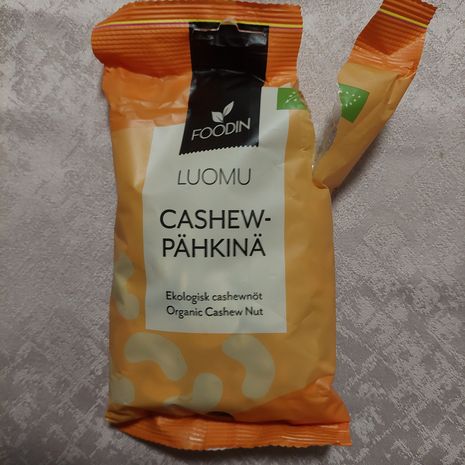 FOODIN
LUOMU
CASHEW-
PÄHKINÄ
Ekologisk cashewnöt
Organic Cashew Nut